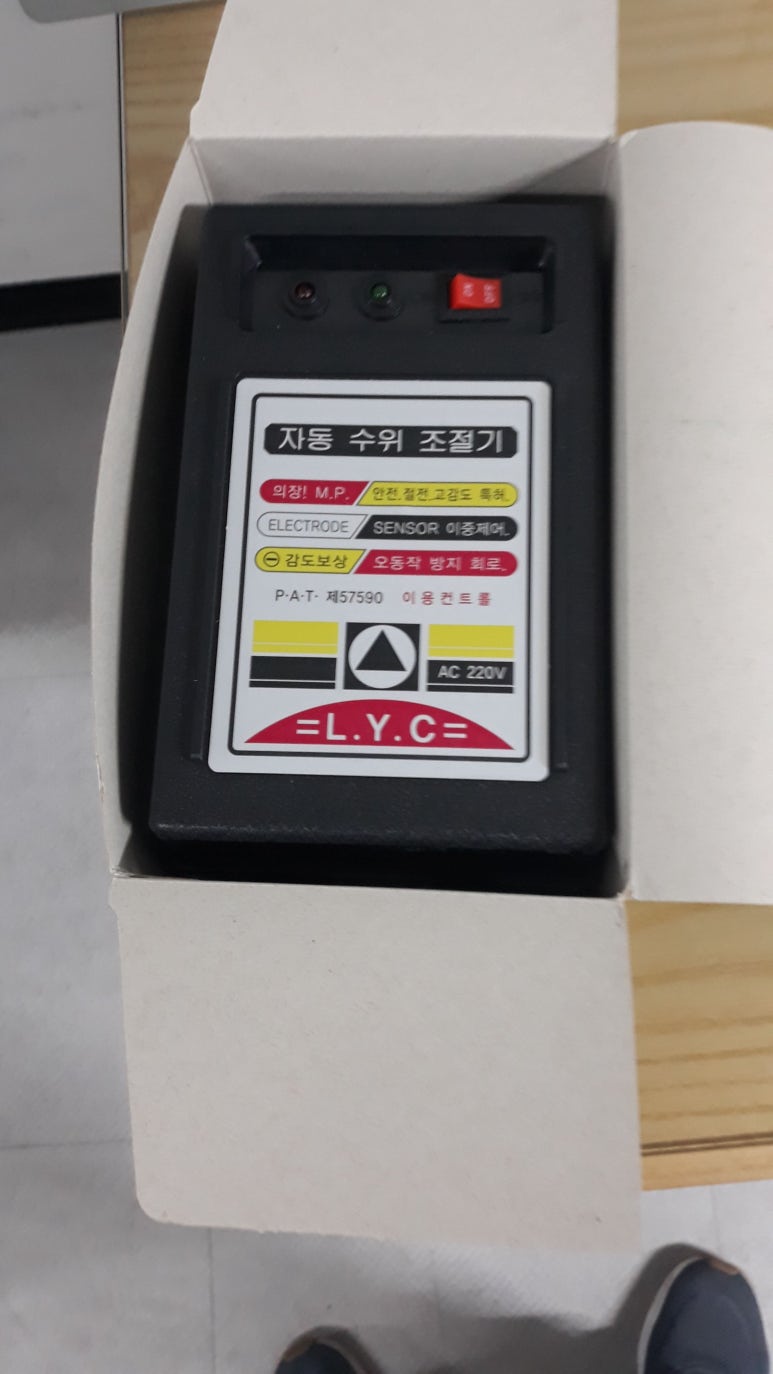 ON OFF
자동 수위 조절기
의장! M.P. 안전.절전.고감도 특허.
ELECTRODE SENSOR 이중제어.
⊖ 감도보상 오동작 방지 회로.
P·A·T· 제57590 이용컨트롤
AC 220V
=L.Y.C=